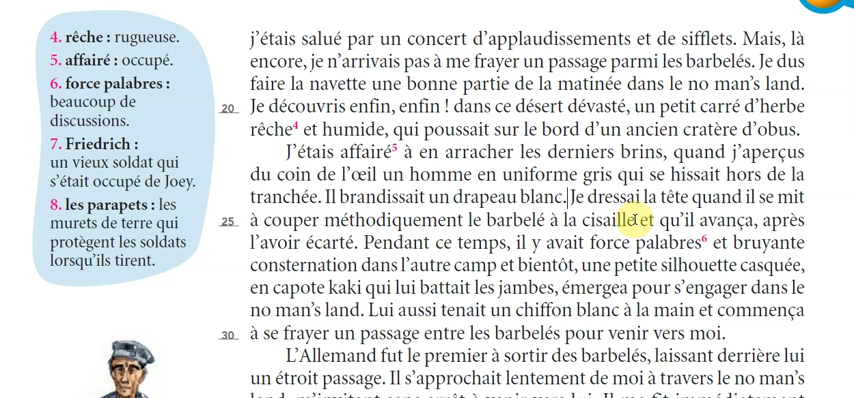 4. rêche : rugueuse.
5. affairé : occupé.
6. force palabres :
beaucoup de
discussions.
7. Friedrich :
un vieux soldat qui
s'était occupé de Joey.
8. les parapets : les
murets de terre qui
protègent les soldats
lorsqu'ils tirent.
j'étais salué par un concert d'applaudissements et de sifflets. Mais, là
encore, je n'arrivais pas à me frayer un passage parmi les barbelés. Je dus
faire la navette une bonne partie de la matinée dans le no man's land.
20 Je découvris enfin, enfin ! dans ce désert dévasté, un petit carré d'herbe
rêche4 et humide, qui poussait sur le bord d'un ancien cratère d'obus.
J'étais affairé5 à en arracher les derniers brins, quand j'aperçus
du coin de l'œil un homme en uniforme gris qui se hissait hors de la
tranchée. Il brandissait un drapeau blanc. Je dressai la tête quand il se mit
25 à couper méthodiquement le barbelé à la cisaille et qu'il avança, après
l'avoir écarté. Pendant ce temps, il y avait force palabres6 et bruyante
consternation dans l'autre camp et bientôt, une petite silhouette casquée,
en capote kaki qui lui battait les jambes, émergea pour s'engager dans le
no man's land. Lui aussi tenait un chiffon blanc à la main et commença
30 à se frayer un passage entre les barbelés pour venir vers moi.
L'Allemand fut le premier à sortir des barbelés, laissant derrière lui
un étroit passage. Il s'approchait lentement de moi à travers le no man's